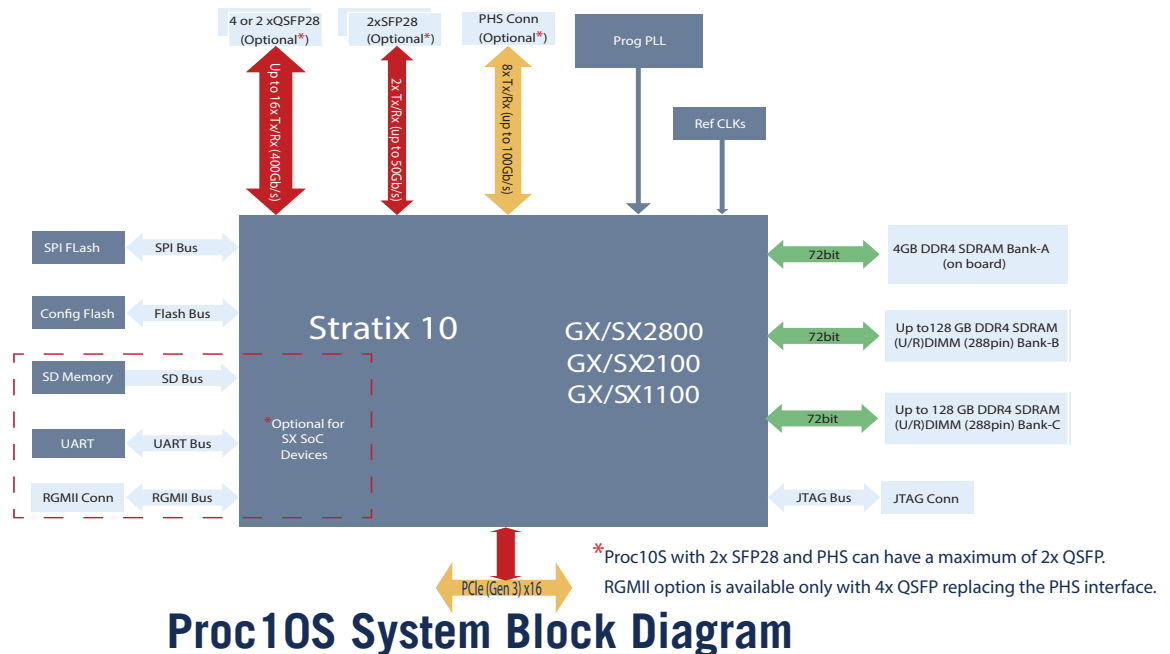 4 or 2 xQSFP28
(Optional*)
2xSFP28
(Optional*)
PHS Conn
(Optional*)
Prog PLL
Up to 16x Tx/Rx (400Gb/s)
2x Tx/Rx (up to 50Gb/s)
8x Tx/Rx (up to 100Gb/s)
Ref CLKs
SPI FLash
SPI Bus
Config Flash
Flash Bus
SD Memory
SD Bus
UART
UART Bus
RGMII Conn
RGMII Bus
*Optional for
SX SoC
Devices
Stratix 10
GX/SX2800
GX/SX2100
GX/SX1100
72bit
4GB DDR4 SDRAM Bank-A
(on board)
72bit
Up to128 GB DDR4 SDRAM
(U/R)DIMM (288pin) Bank-B
72bit
Up to 128 GB DDR4 SDRAM
(U/R)DIMM (288pin) Bank-C
JTAG Bus
JTAG Conn
PCIe (Gen 3) x16
*Proc10S with 2x SFP28 and PHS can have a maximum of 2x QSFP.
RGMII option is available only with 4x QSFP replacing the PHS interface.
Proc10S System Block Diagram